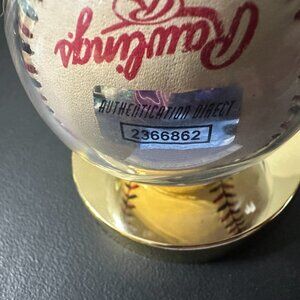 Rawlings
R
AUTHENTICATION DIRECT
2366862